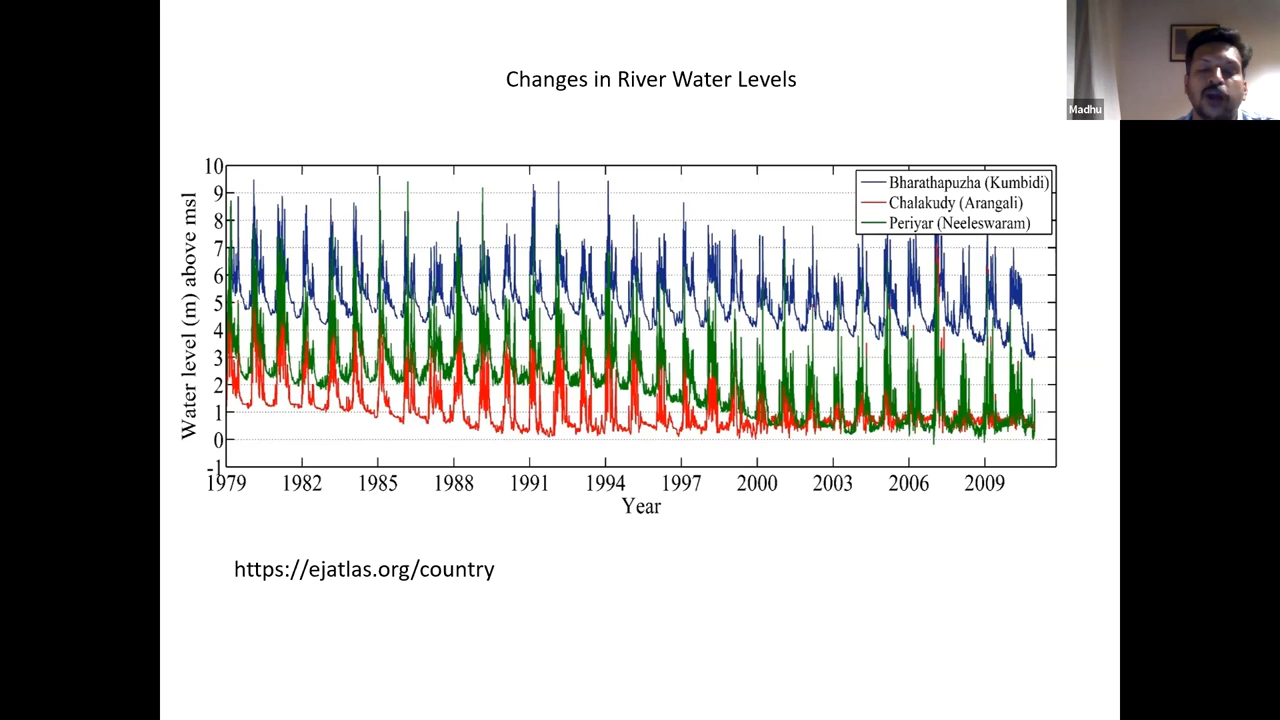 Changes in River Water Levels
Madhu
10
9
8
7
6
5
4
3
2
1
0
-1
Water level (m) above msl
Bharathapuzha (Kumbidi)
Chalakudy (Arangali)
Periyar (Neeleswaram)
1979 1982 1985 1988 1991 1994 1997 2000 2003 2006 2009
Year
https://ejatlas.org/country